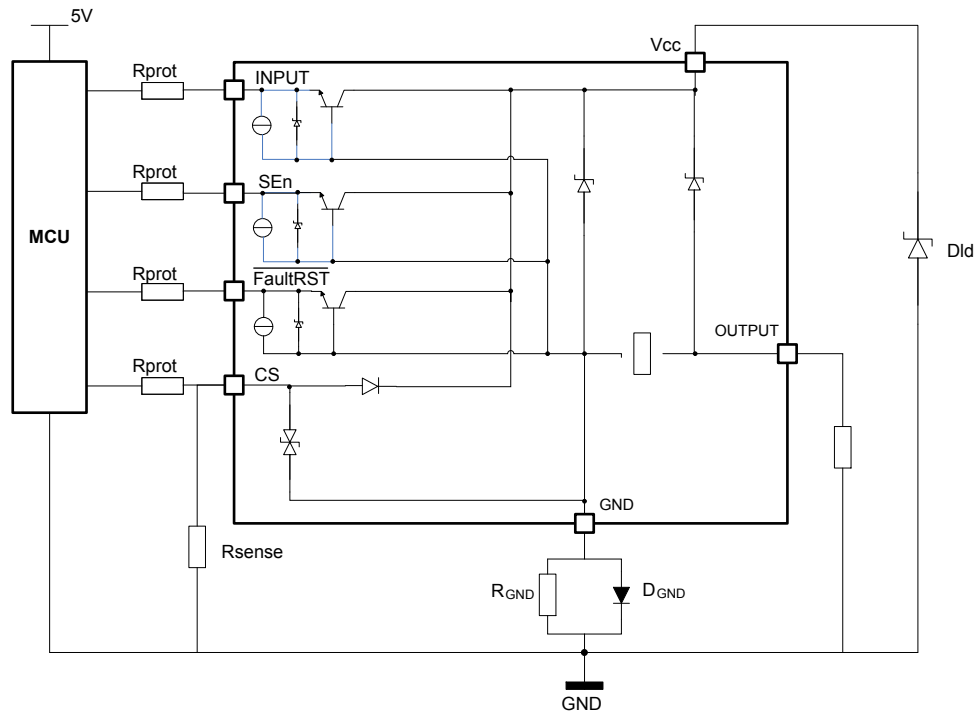 5V
Vcc
Rprot
INPUT
Rprot
SEn
MCU
Dld
Rprot
FaultRST
OUTPUT
Rprot
CS
GND
Rsense
RGND
DGND
GND